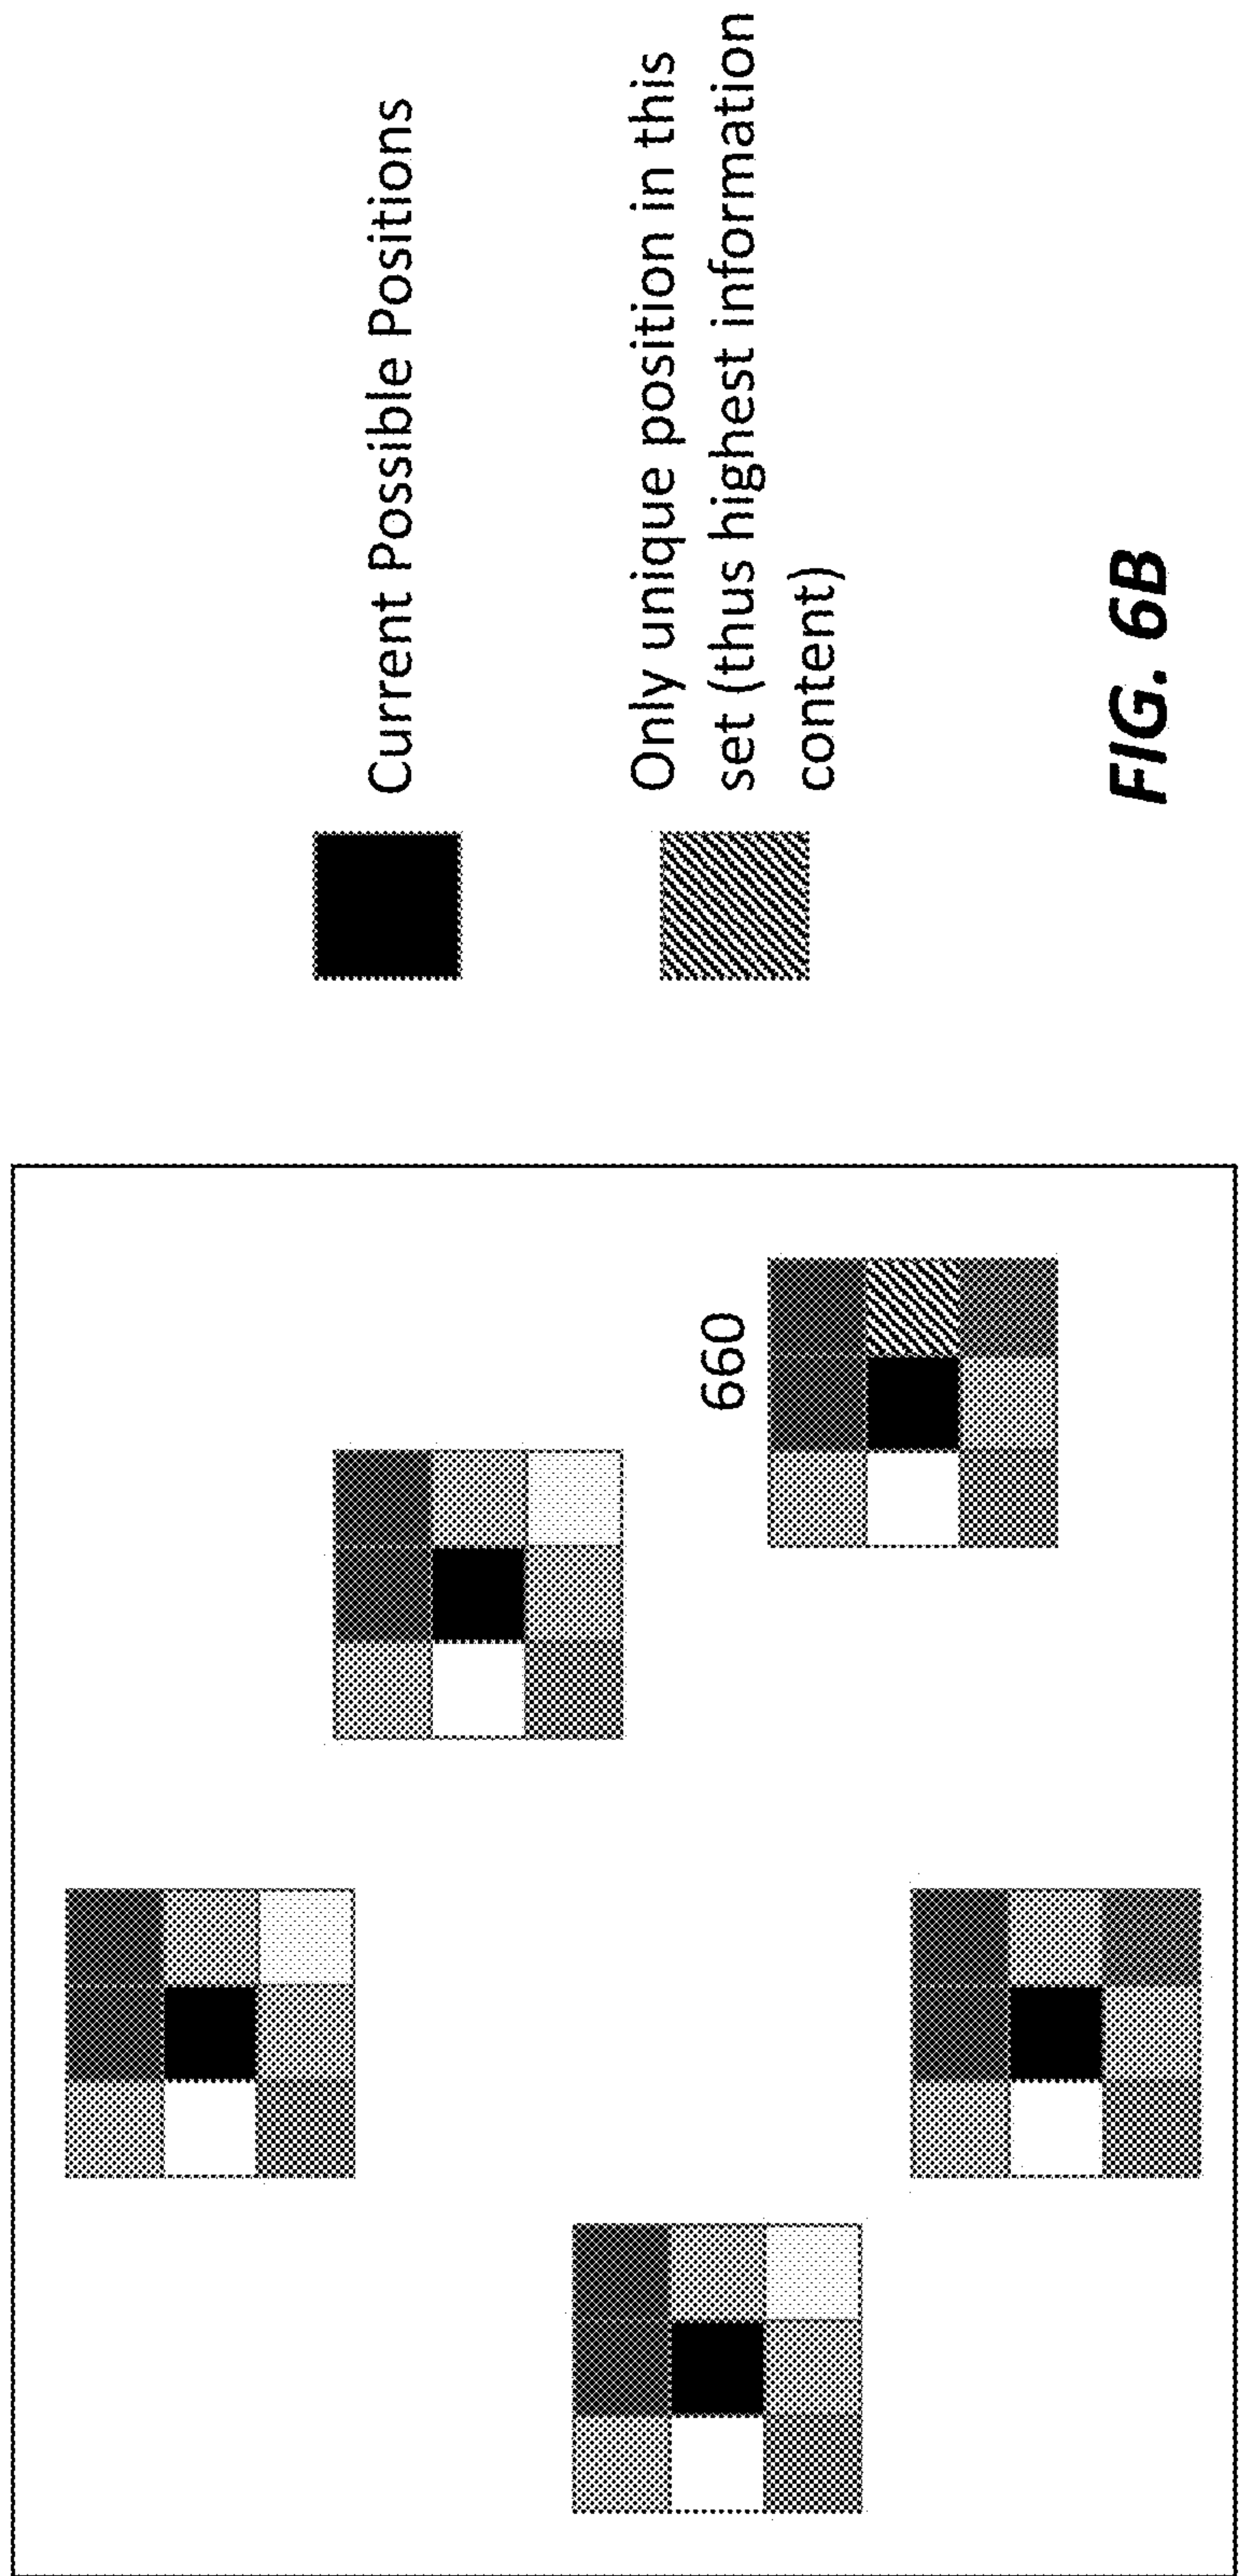 660
Current Possible Positions
Only unique position in this
set (thus highest information
content)
FIG. 6B